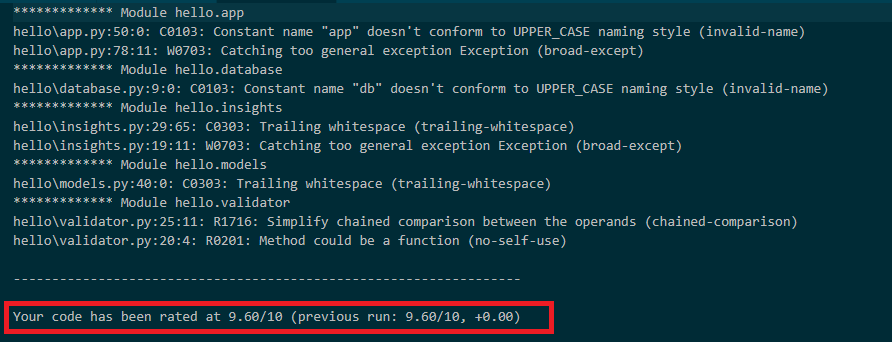 ************* Module hello.app
hello\app.py:50:0: C0103: Constant name "app" doesn't conform to UPPER_CASE naming style (invalid-name)
hello\app.py:78:11: W0703: Catching too general exception Exception (broad-except)
************* Module hello.database
hello\database.py:9:0: C0103: Constant name "db" doesn't conform to UPPER_CASE naming style (invalid-name)
************* Module hello.insights
hello\insights.py:29:65: C0303: Trailing whitespace (trailing-whitespace)
hello\insights.py:19:11: W0703: Catching too general exception Exception (broad-except)
************* Module hello.models
hello\models.py:40:0: C0303: Trailing whitespace (trailing-whitespace)
************* Module hello.validator
hello\validator.py:25:11: R1716: Simplify chained comparison between the operands (chained-comparison)
hello\validator.py:20:4: R0201: Method could be a function (no-self-use)
------------------------------------------------------------------
Your code has been rated at 9.60/10 (previous run: 9.60/10, +0.00)